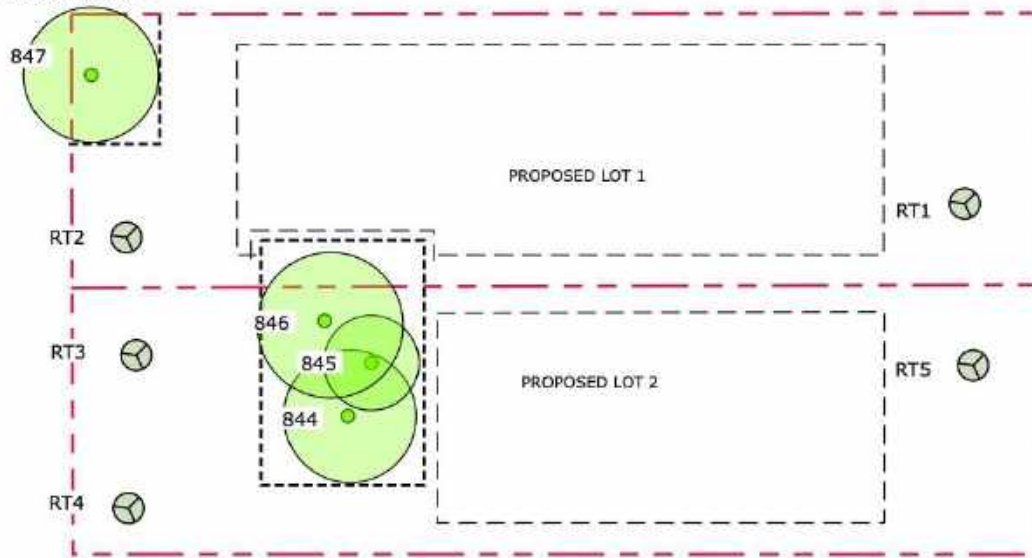 847
PROPOSED LOT 1
RT1
RT2
846
RT3
845
PROPOSED LOT 2
RT5
844
RT4